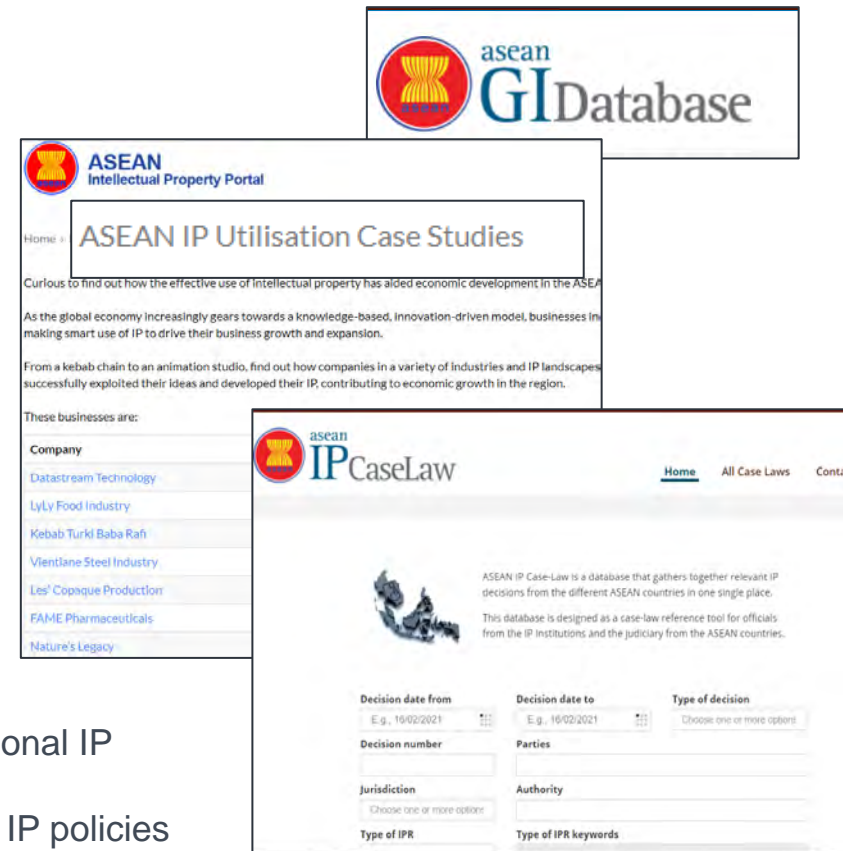 asean
GIDatabase
ASEAN
Intellectual Property Portal
Home »
ASEAN IP Utilisation Case Studies
Curious to find out how the effective use of intellectual property has aided economic development in the ASEA
As the global economy increasingly gears towards a knowledge-based, innovation-driven model, businesses in
making smart use of IP to drive their business growth and expansion.
From a kebab chain to an animation studio, find out how companies in a variety of industries and IP landscapes
successfully exploited their ideas and developed their IP, contributing to economic growth in the region.
These businesses are:
Company
Datastream Technology
LyLy Food Industry
Kebab Turki Baba Rafi
Vientiane Steel Industry
Les' Copaque Production
FAME Pharmaceuticals
Nature's Legacy
asean
IPCaseLaw
Home All Case Laws Conta
ASEAN IP Case-Law is a database that gathers together relevant IP
decisions from the different ASEAN countries in one single place.
This database is designed as a case-law reference tool for officials
from the IP Institutions and the judiciary from the ASEAN countries.
Decision date from Decision date to Type of decision
E.g., 16/02/2021 E.g., 16/02/2021 Choose one or more options
Decision number Parties
Jurisdiction Authority
Choose one or more options
Type of IPR Type of IPR keywords
onal IP
IP policies